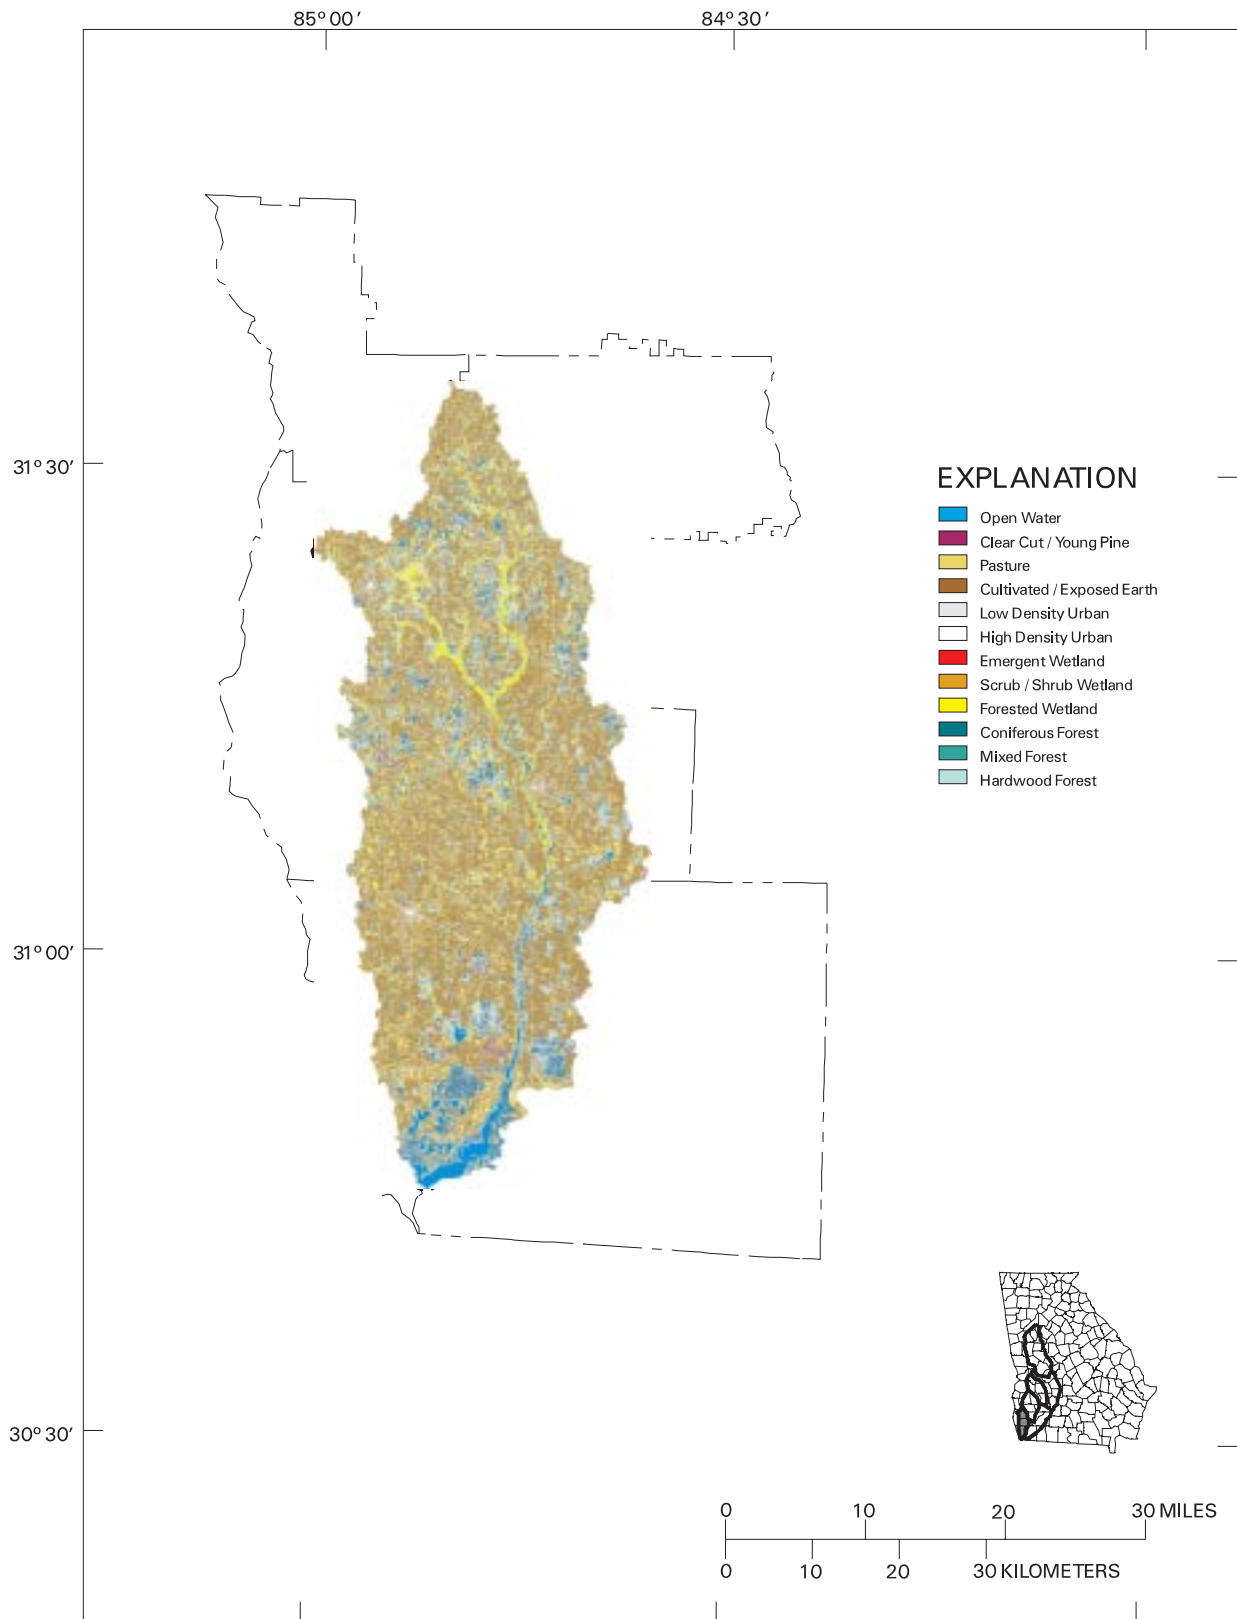 85° 00’
84° 30’
31° 30’
EXPLANATION
Open Water
Clear Cut / Young Pine
Pasture
Cultivated / Exposed Earth
Low Density Urban
High Density Urban
Emergent Wetland
Scrub / Shrub Wetland
Forested Wetland
Coniferous Forest
Mixed Forest
Hardwood Forest
31° 00’
30° 30’
0 10 20 30 MILES
0 10 20 30 KILOMETERS